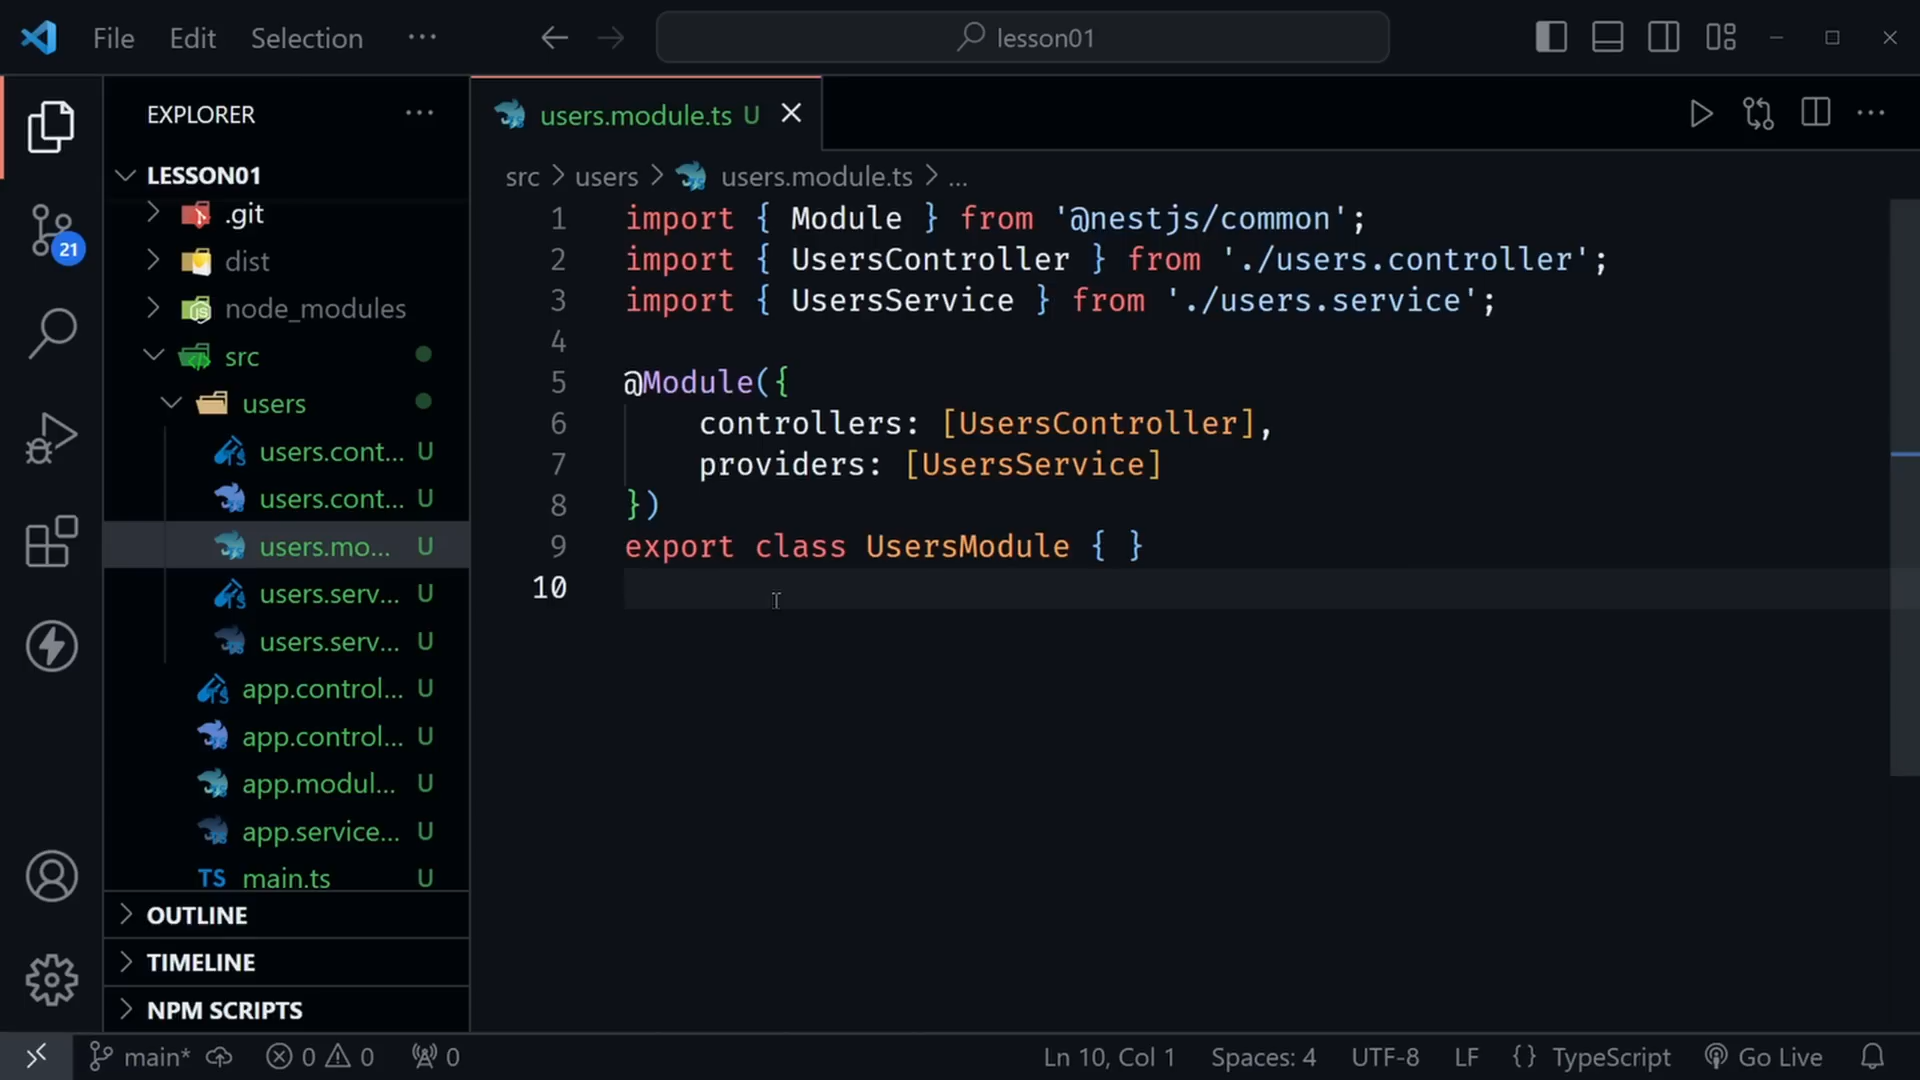 File Edit Selection ··· lesson01
EXPLORER ···
LESSON01
.git
dist
node_modules
src
users
users.cont... U
users.cont... U
users.mo... U
users.serv... U
users.serv... U
app.control... U
app.control... U
app.modul... U
app.service... U
TS main.ts U
OUTLINE
TIMELINE
NPM SCRIPTS
21
users.module.ts U
src > users > users.module.ts > ...
1 import { Module } from '@nestjs/common';
2 import { UsersController } from './users.controller';
3 import { UsersService } from './users.service';
4
5 @Module({
6 controllers: [UsersController],
7 providers: [UsersService]
8 })
9 export class UsersModule { }
10
main* 0 0 0 Ln 10, Col 1 Spaces: 4 UTF-8 LF {} TypeScript Go Live